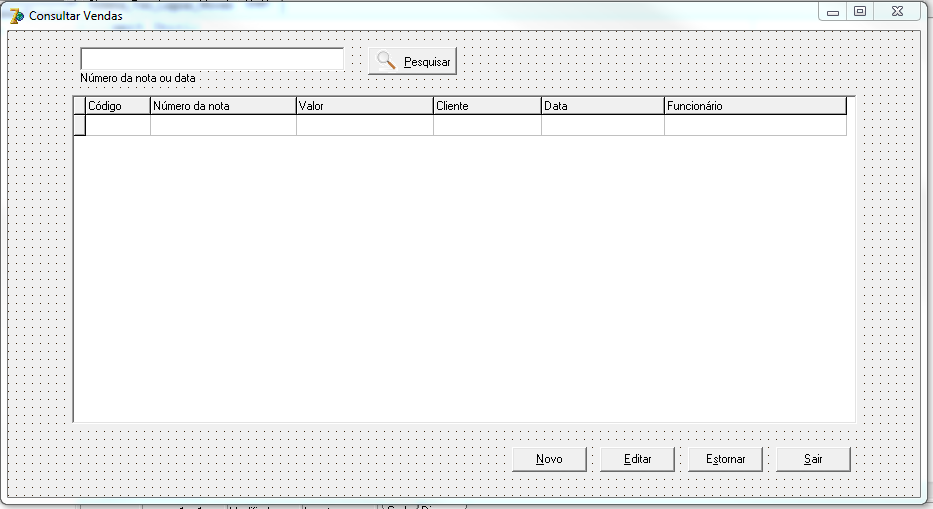 Consultar Vendas
Pesquisar
Número da nota ou data
Código Número da nota Valor Cliente Data Funcionário
Novo Editar Estornar Sair